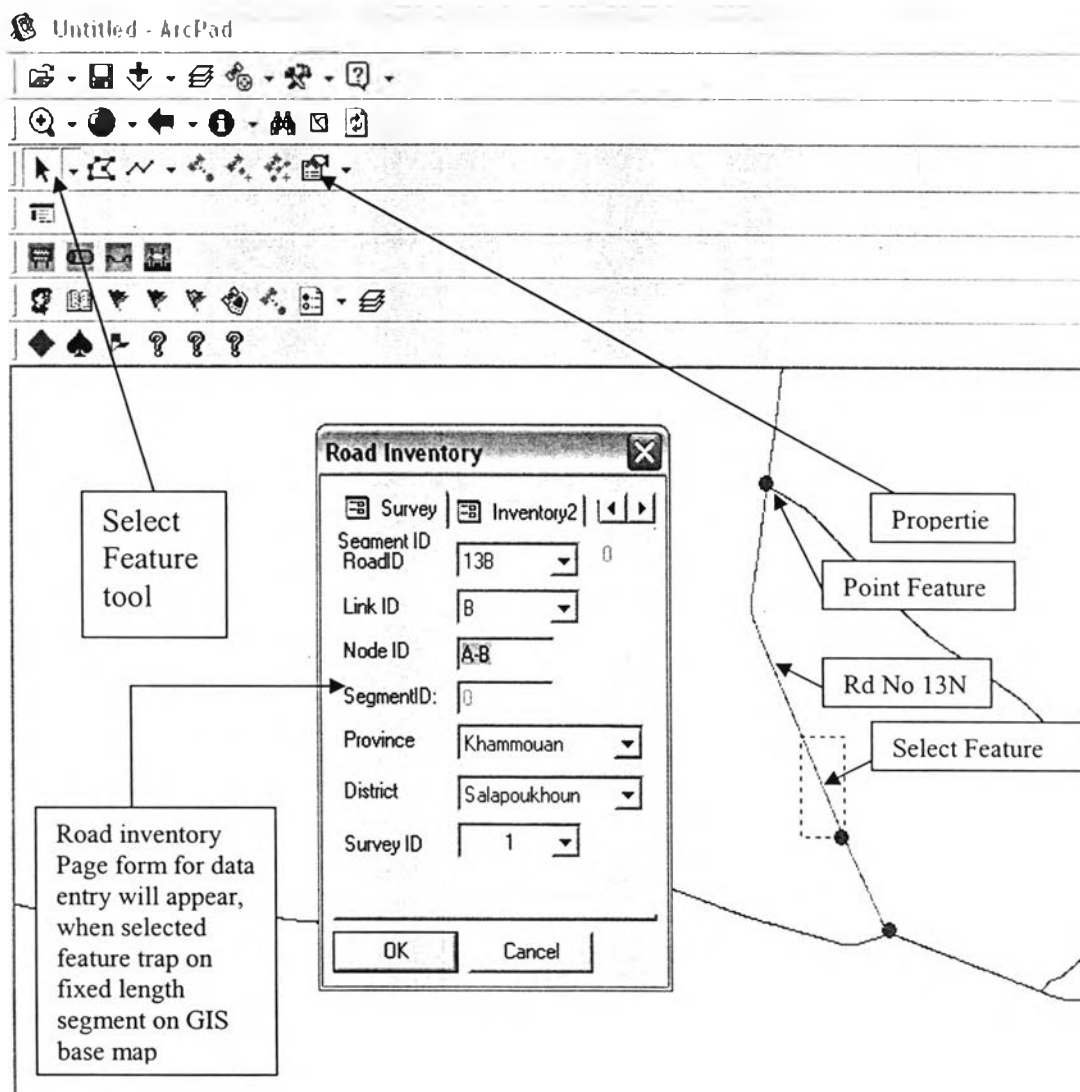 Untitled - ArcPad
Road Inventory
Survey
Inventory2
Segment ID
RoadID
13B
0
Link ID
B
Node ID
A-B
SegmentID:
0
Province
Khammouan
District
Salapoukhoun
Survey ID
1
OK
Cancel
Select
Feature
tool
Propertie
Point Feature
Rd No 13N
Select Feature
Road inventory
Page form for data
entry will appear,
when selected
feature trap on
fixed length
segment on GIS
base map